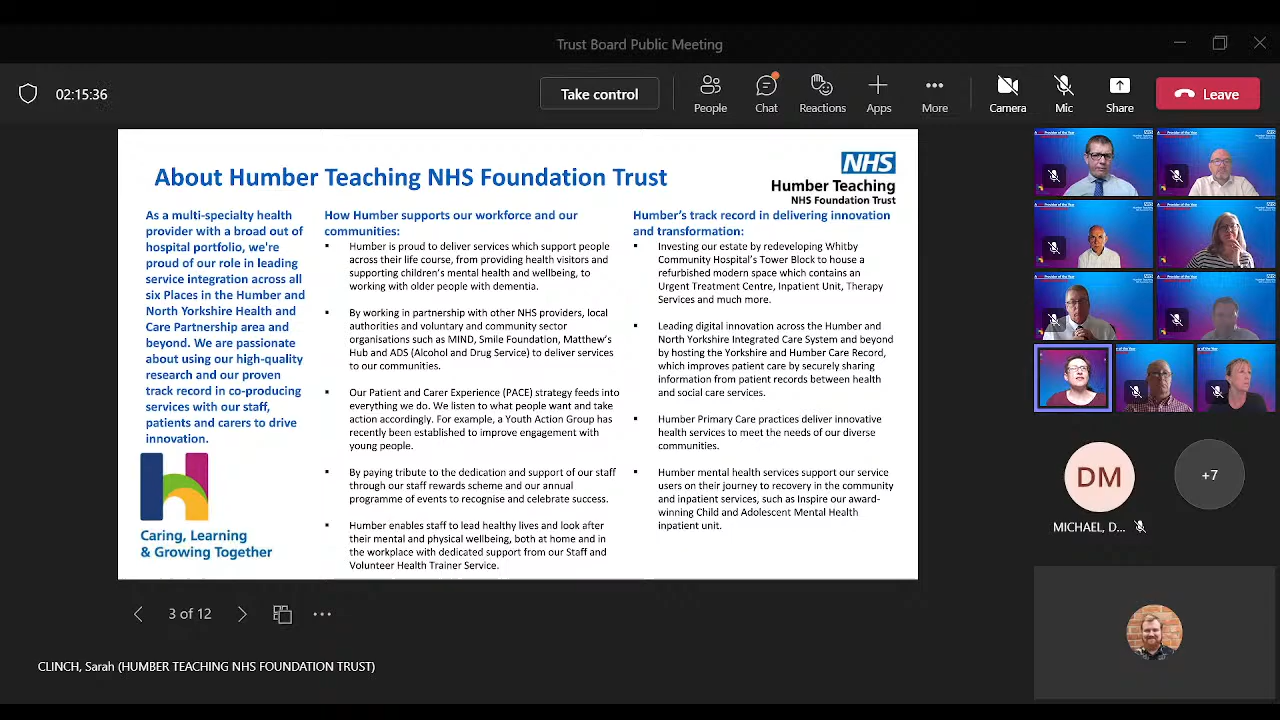 Trust Board Public Meeting
02:15:36
Take control
People
Chat
Reactions
Apps
More
Camera
Mic
Share
Leave
About Humber Teaching NHS Foundation Trust
NHS
Humber Teaching
NHS Foundation Trust
As a multi-specialty health
provider with a broad out of
hospital portfolio, we're
proud of our role in leading
service integration across all
six Places in the Humber and
North Yorkshire Health and
Care Partnership area and
beyond. We are passionate
about using our high-quality
research and our proven
track record in co-producing
services with our staff,
patients and carers to drive
innovation.
Caring, Learning
& Growing Together
How Humber supports our workforce and our
communities:
▪ Humber is proud to deliver services which support people
across their life course, from providing health visitors and
supporting children's mental health and wellbeing, to
working with older people with dementia.
▪ By working in partnership with other NHS providers, local
authorities and voluntary and community sector
organisations such as MIND, Smile Foundation, Matthew's
Hub and ADS (Alcohol and Drug Service) to deliver services
to our communities.
▪ Our Patient and Carer Experience (PACE) strategy feeds into
everything we do. We listen to what people want and take
action accordingly. For example, a Youth Action Group has
recently been established to improve engagement with
young people.
▪ By paying tribute to the dedication and support of our staff
through our staff rewards scheme and our annual
programme of events to recognise and celebrate success.
▪ Humber enables staff to lead healthy lives and look after
their mental and physical wellbeing, both at home and in
the workplace with dedicated support from our Staff and
Volunteer Health Trainer Service.
Humber's track record in delivering innovation
and transformation:
▪ Investing our estate by redeveloping Whitby
Community Hospital's Tower Block to house a
refurbished modern space which contains an
Urgent Treatment Centre, Inpatient Unit, Therapy
Services and much more.
▪ Leading digital innovation across the Humber and
North Yorkshire Integrated Care System and beyond
by hosting the Yorkshire and Humber Care Record,
which improves patient care by securely sharing
information from patient records between health
and social care services.
▪ Humber Primary Care practices deliver innovative
health services to meet the needs of our diverse
communities.
▪ Humber mental health services support our service
users on their journey to recovery in the community
and inpatient services, such as Inspire our award-
winning Child and Adolescent Mental Health
inpatient unit.
Provider of the Year
Provider of the Year
DM
+7
MICHAEL, D...
3 of 12
CLINCH, Sarah (HUMBER TEACHING NHS FOUNDATION TRUST)